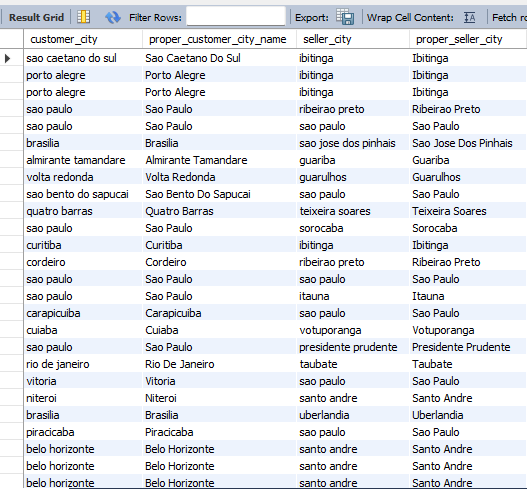 Result Grid Filter Rows: Export: Wrap Cell Content: Fetch ro
customer_city proper_customer_city_name seller_city proper_seller_city
sao caetano do sul Sao Caetano Do Sul ibitinga Ibitinga
porto alegre Porto Alegre ibitinga Ibitinga
porto alegre Porto Alegre ibitinga Ibitinga
sao paulo Sao Paulo ribeirao preto Ribeirao Preto
sao paulo Sao Paulo sao paulo Sao Paulo
brasilia Brasilia sao jose dos pinhais Sao Jose Dos Pinhais
almirante tamandare Almirante Tamandare guariba Guariba
volta redonda Volta Redonda guarulhos Guarulhos
sao bento do sapucai Sao Bento Do Sapucai sao paulo Sao Paulo
quatro barras Quatro Barras teixeira soares Teixeira Soares
sao paulo Sao Paulo sorocaba Sorocaba
curitiba Curitiba ibitinga Ibitinga
cordeiro Cordeiro ribeirao preto Ribeirao Preto
sao paulo Sao Paulo sao paulo Sao Paulo
sao paulo Sao Paulo itauna Itauna
carapicuiba Carapicuiba sao paulo Sao Paulo
cuiaba Cuiaba votuporanga Votuporanga
sao paulo Sao Paulo presidente prudente Presidente Prudente
rio de janeiro Rio De Janeiro taubate Taubate
vitoria Vitoria sao paulo Sao Paulo
niteroi Niteroi santo andre Santo Andre
brasilia Brasilia uberlandia Uberlandia
piracicaba Piracicaba sao paulo Sao Paulo
belo horizonte Belo Horizonte santo andre Santo Andre
belo horizonte Belo Horizonte santo andre Santo Andre
belo horizonte Belo Horizonte santo andre Santo Andre